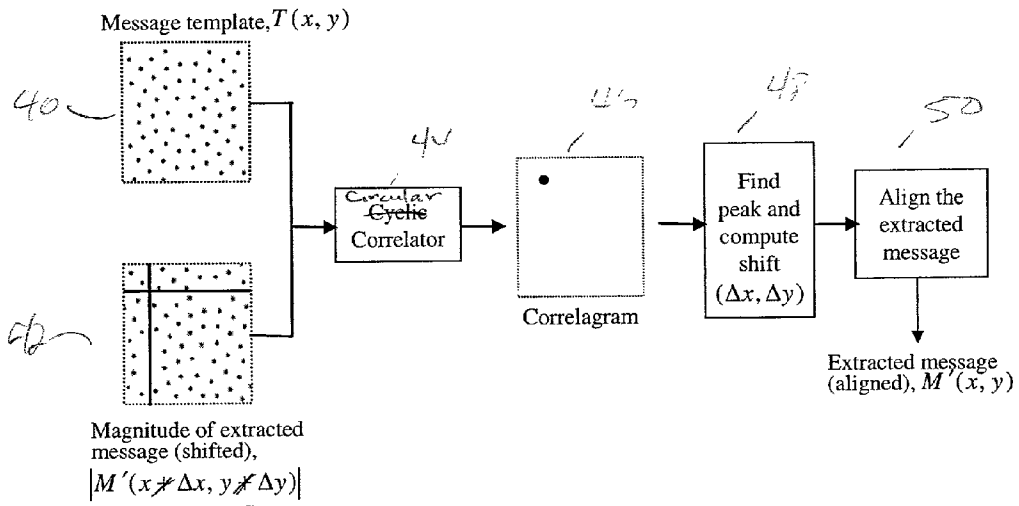 Message template, T(x, y)
40
48
50
Circular
Cyclic
Correlator
Find
peak and
compute
shift
(Δx, Δy)
Align the
extracted
message
Correlagram
Extracted message
(aligned), M'(x, y)
Magnitude of extracted
message (shifted),
|M'(x Δx, y Δy)|